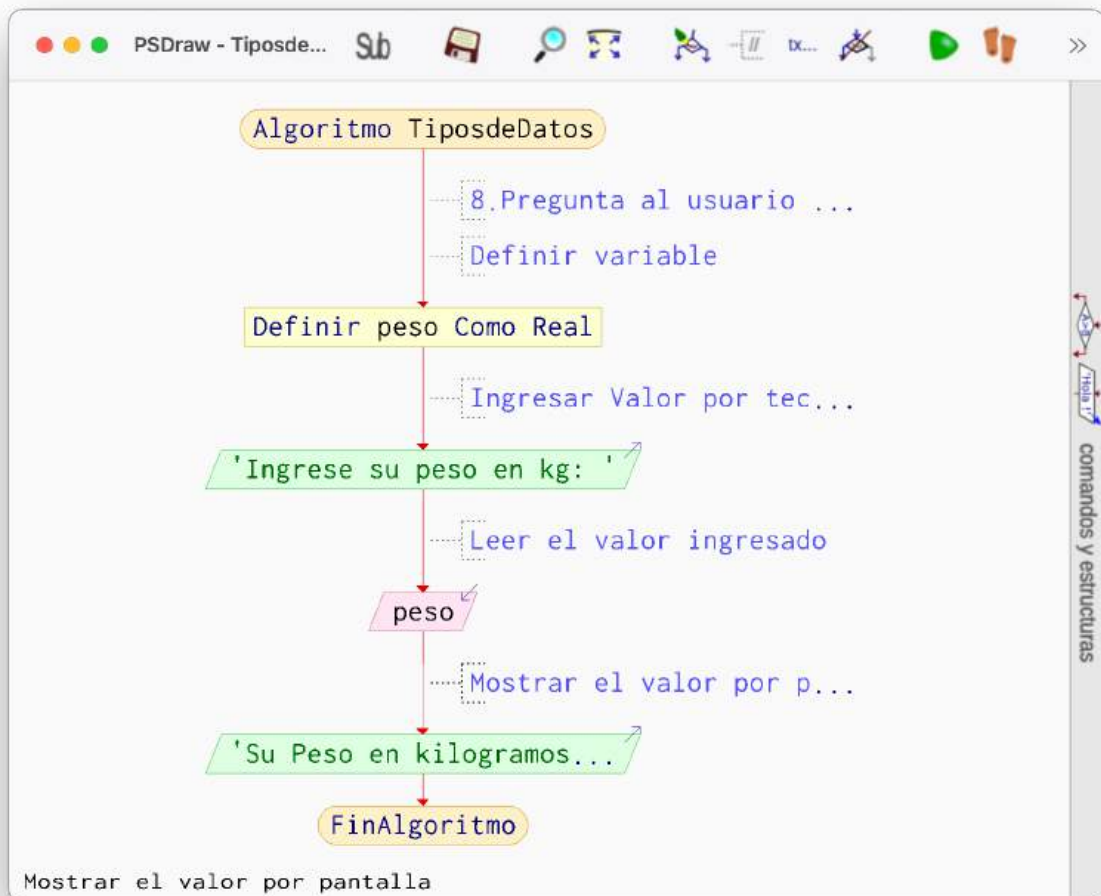 PSDraw - Tiposde...
Sub
//
tx...
»
Algoritmo TiposdeDatos
8.Pregunta al usuario ...
Definir variable
Definir peso Como Real
Ingresar Valor por tec...
'Ingrese su peso en kg: '
Leer el valor ingresado
peso
Mostrar el valor por p...
'Su Peso en kilogramos...
FinAlgoritmo
Mostrar el valor por pantalla
A>B
'Hola !'
comandos y estructuras